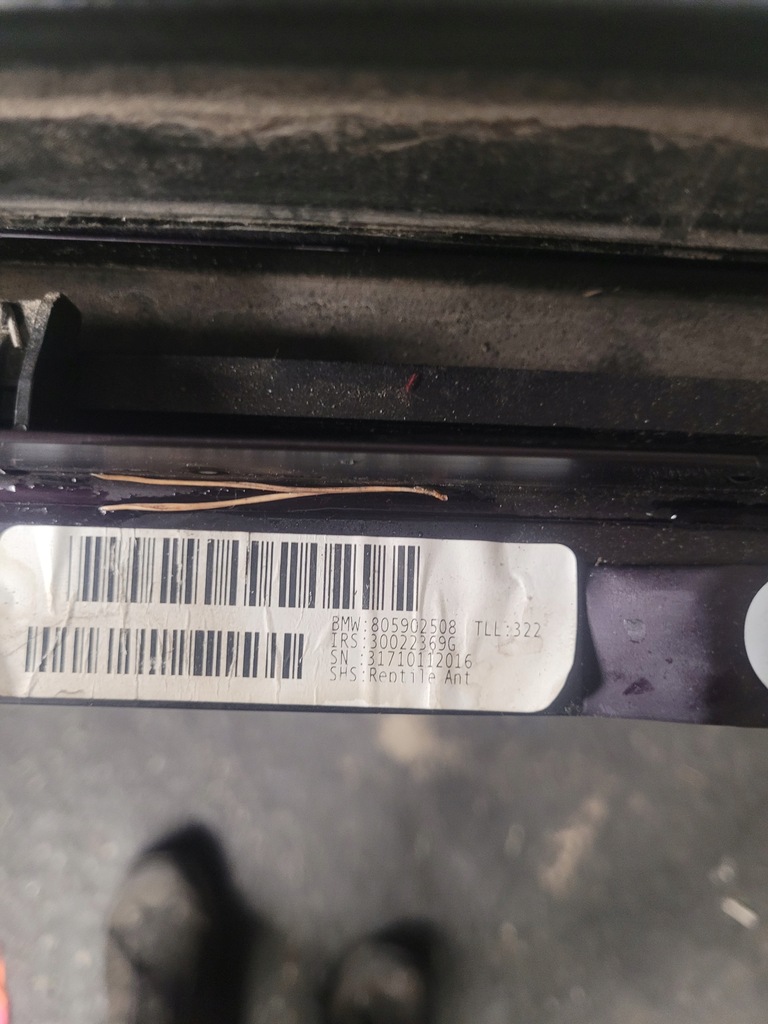 BMW:805902508 TLL:322
IRS:30022369G
SN :31710112016
SHS:Reptile Ant